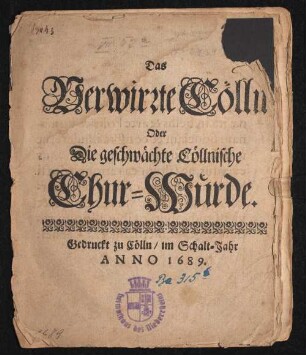 Das
Verwirrte Cölln
Oder
Die geschwächte Cöllnische
Chur-Würde.
Gedruckt zu Cölln / im Schalt-Jahr
ANNO 1689.